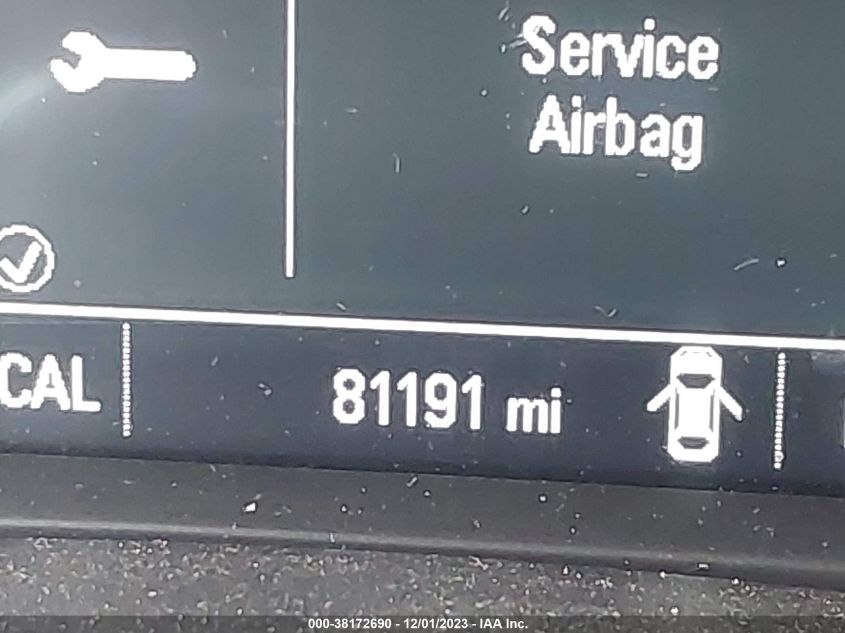 Service
Airbag
CAL
81191 mi
000-38172690 - 12/01/2023 - IAA Inc.